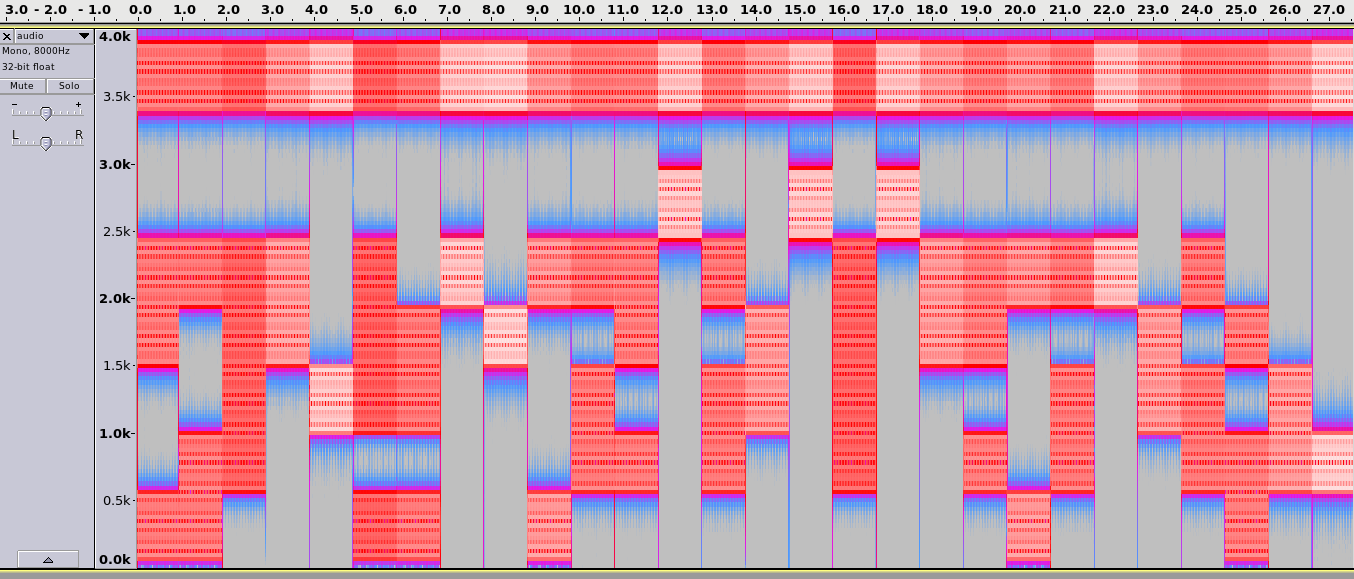 3.0 - 2.0 - 1.0 0.0 1.0 2.0 3.0 4.0 5.0 6.0 7.0 8.0 9.0 10.0 11.0 12.0 13.0 14.0 15.0 16.0 17.0 18.0 19.0 20.0 21.0 22.0 23.0 24.0 25.0 26.0 27.0
audio
Mono, 8000Hz
32-bit float
Mute Solo
- +
L R
4.0k
3.5k
3.0k
2.5k
2.0k
1.5k
1.0k
0.5k
0.0k